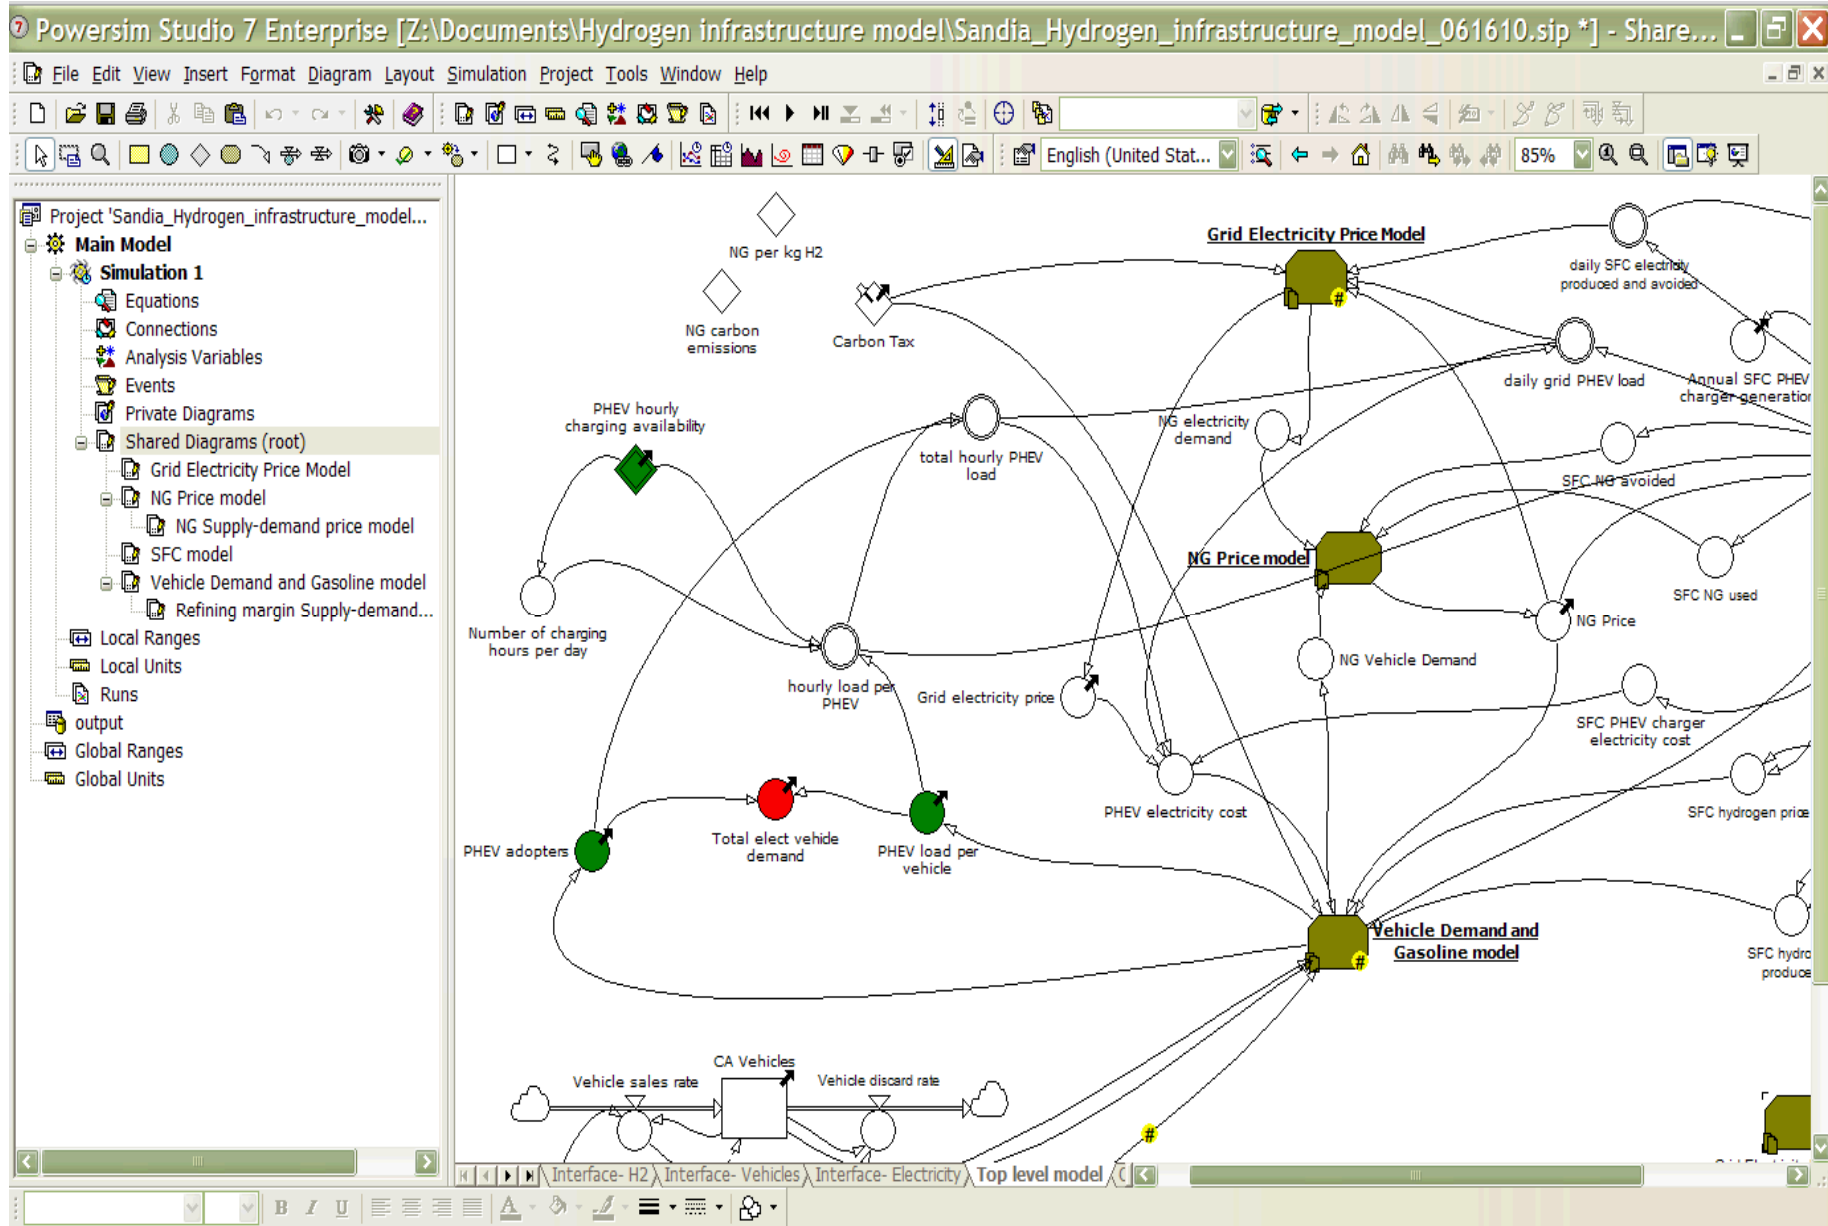 Powersim Studio 7 Enterprise [Z:\Documents\Hydrogen infrastructure model\Sandia_Hydrogen_infrastructure_model_061610.sip *] - Share...
File Edit View Insert Format Diagram Layout Simulation Project Tools Window Help
English (United Stat...
85%
Project 'Sandia_Hydrogen_infrastructure_model...
Main Model
Simulation 1
Equations
Connections
Analysis Variables
Events
Private Diagrams
Shared Diagrams (root)
Grid Electricity Price Model
NG Price model
NG Supply-demand price model
SFC model
Vehicle Demand and Gasoline model
Refining margin Supply-demand...
Local Ranges
Local Units
Runs
output
Global Ranges
Global Units
NG per kg H2
NG carbon
emissions
Carbon Tax
Grid Electricity Price Model
#
daily SFC electricity
produced and avoided
daily grid PHEV load
Annual SFC PHEV
charger generation
PHEV hourly
charging availability
total hourly PHEV
load
NG electricity
demand
SFC NG avoided
NG Price model
SFC NG used
NG Price
Number of charging
hours per day
hourly load per
PHEV
Grid electricity price
NG Vehicle Demand
SFC PHEV charger
electricity cost
PHEV electricity cost
SFC hydrogen price
PHEV adopters
Total elect vehicle
demand
PHEV load per
vehicle
Vehicle Demand and
Gasoline model
#
SFC hydro
produce
CA Vehicles
Vehicle sales rate
Vehicle discard rate
#
Interface- H2 Interface- Vehicles Interface- Electricity Top level model
B I U A